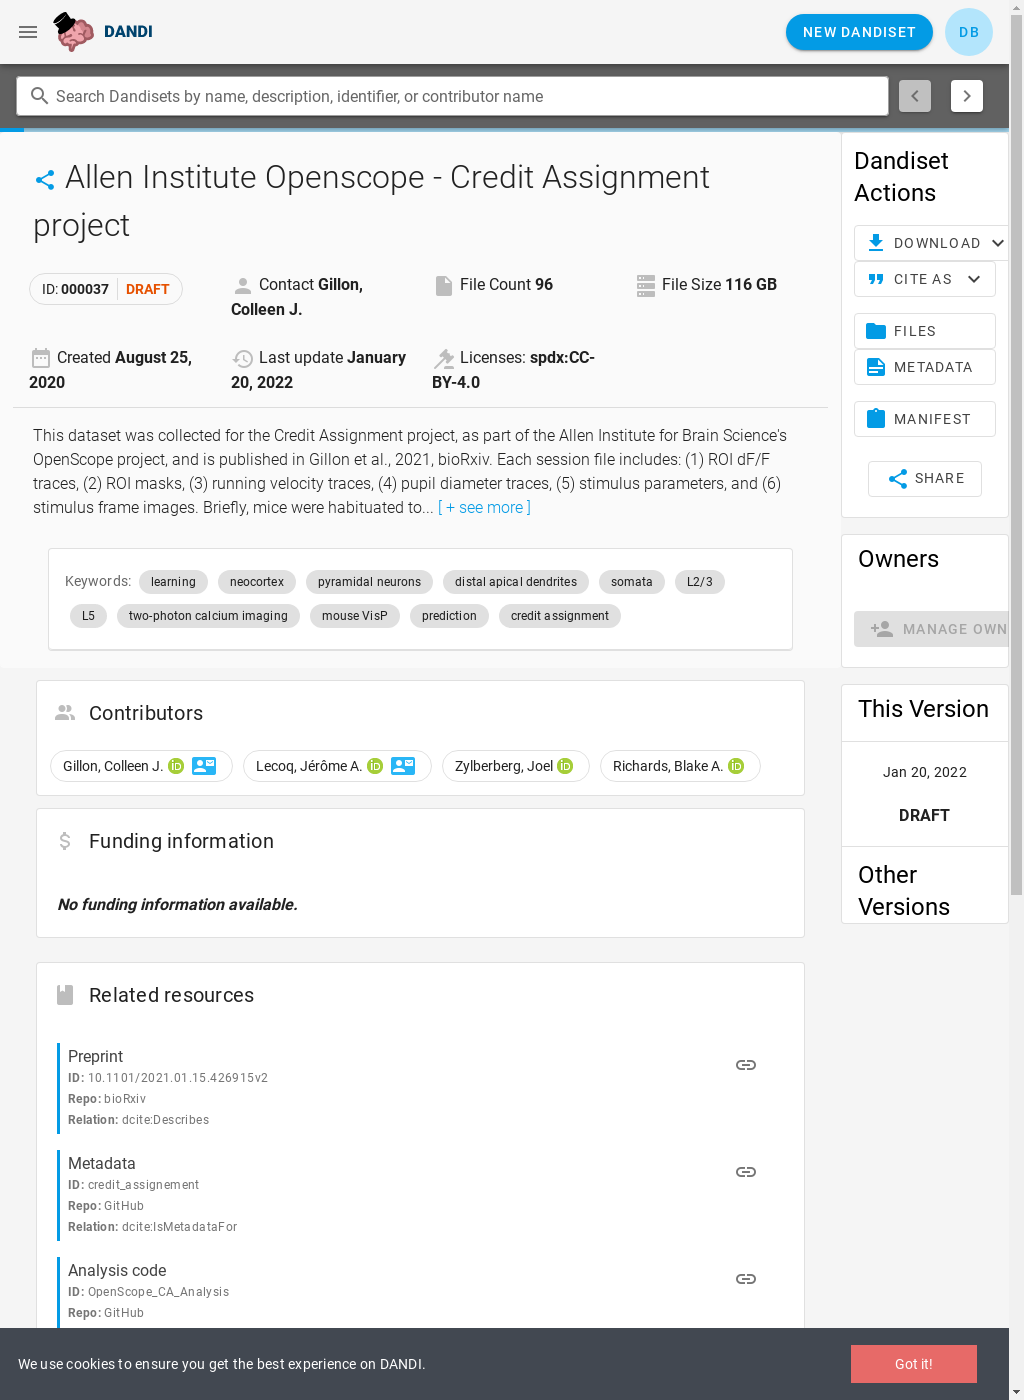 DANDI
NEW DANDISET
DB
Search Dandisets by name, description, identifier, or contributor name
Allen Institute Openscope - Credit Assignment
project
ID: 000037 DRAFT
Contact Gillon,
Colleen J.
File Count 96
File Size 116 GB
Created August 25,
2020
Last update January
20, 2022
Licenses: spdx:CC-
BY-4.0
This dataset was collected for the Credit Assignment project, as part of the Allen Institute for Brain Science's
OpenScope project, and is published in Gillon et al., 2021, bioRxiv. Each session file includes: (1) ROI dF/F
traces, (2) ROI masks, (3) running velocity traces, (4) pupil diameter traces, (5) stimulus parameters, and (6)
stimulus frame images. Briefly, mice were habituated to... [ + see more ]
Keywords: learning neocortex pyramidal neurons distal apical dendrites somata L2/3
L5 two-photon calcium imaging mouse VisP prediction credit assignment
Contributors
Gillon, Colleen J. iD Lecoq, Jérôme A. iD Zylberberg, Joel iD Richards, Blake A. iD
Funding information
No funding information available.
Related resources
Preprint
ID: 10.1101/2021.01.15.426915v2
Repo: bioRxiv
Relation: dcite:Describes
Metadata
ID: credit_assignement
Repo: GitHub
Relation: dcite:IsMetadataFor
Analysis code
ID: OpenScope_CA_Analysis
Repo: GitHub
Dandiset
Actions
DOWNLOAD
CITE AS
FILES
METADATA
MANIFEST
SHARE
Owners
MANAGE OWN
This Version
Jan 20, 2022
DRAFT
Other
Versions
We use cookies to ensure you get the best experience on DANDI.
Got it!